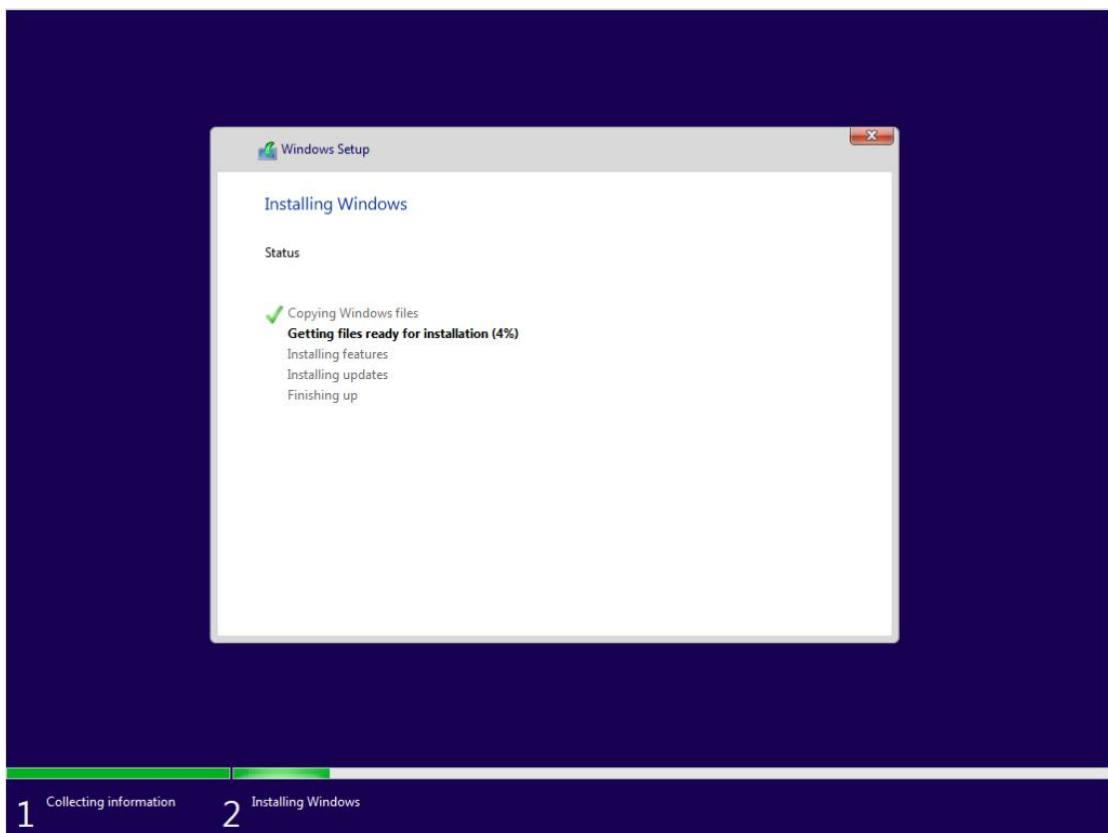 Windows Setup
Installing Windows
Status
Copying Windows files
Getting files ready for installation (4%)
Installing features
Installing updates
Finishing up
1 Collecting information 2 Installing Windows